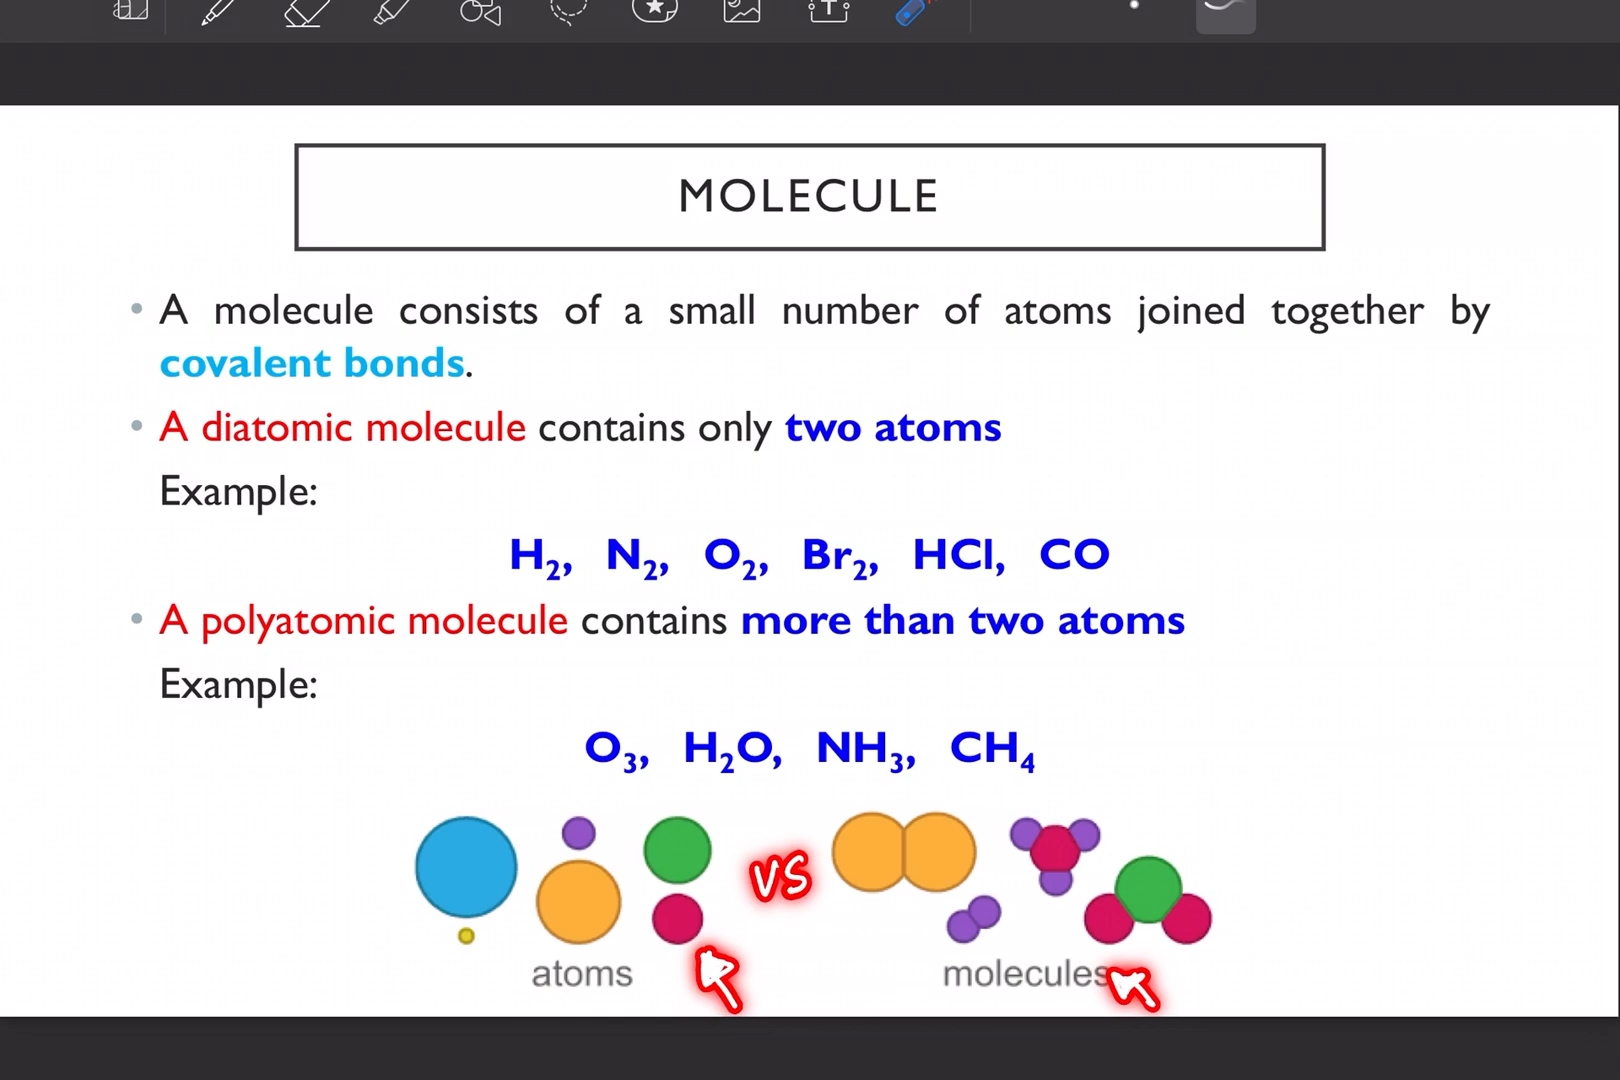 MOLECULE
• A molecule consists of a small number of atoms joined together by
covalent bonds.
• A diatomic molecule contains only two atoms
Example:
H₂, N₂, O₂, Br₂, HCl, CO
• A polyatomic molecule contains more than two atoms
Example:
O₃, H₂O, NH₃, CH₄
VS
atoms
molecules